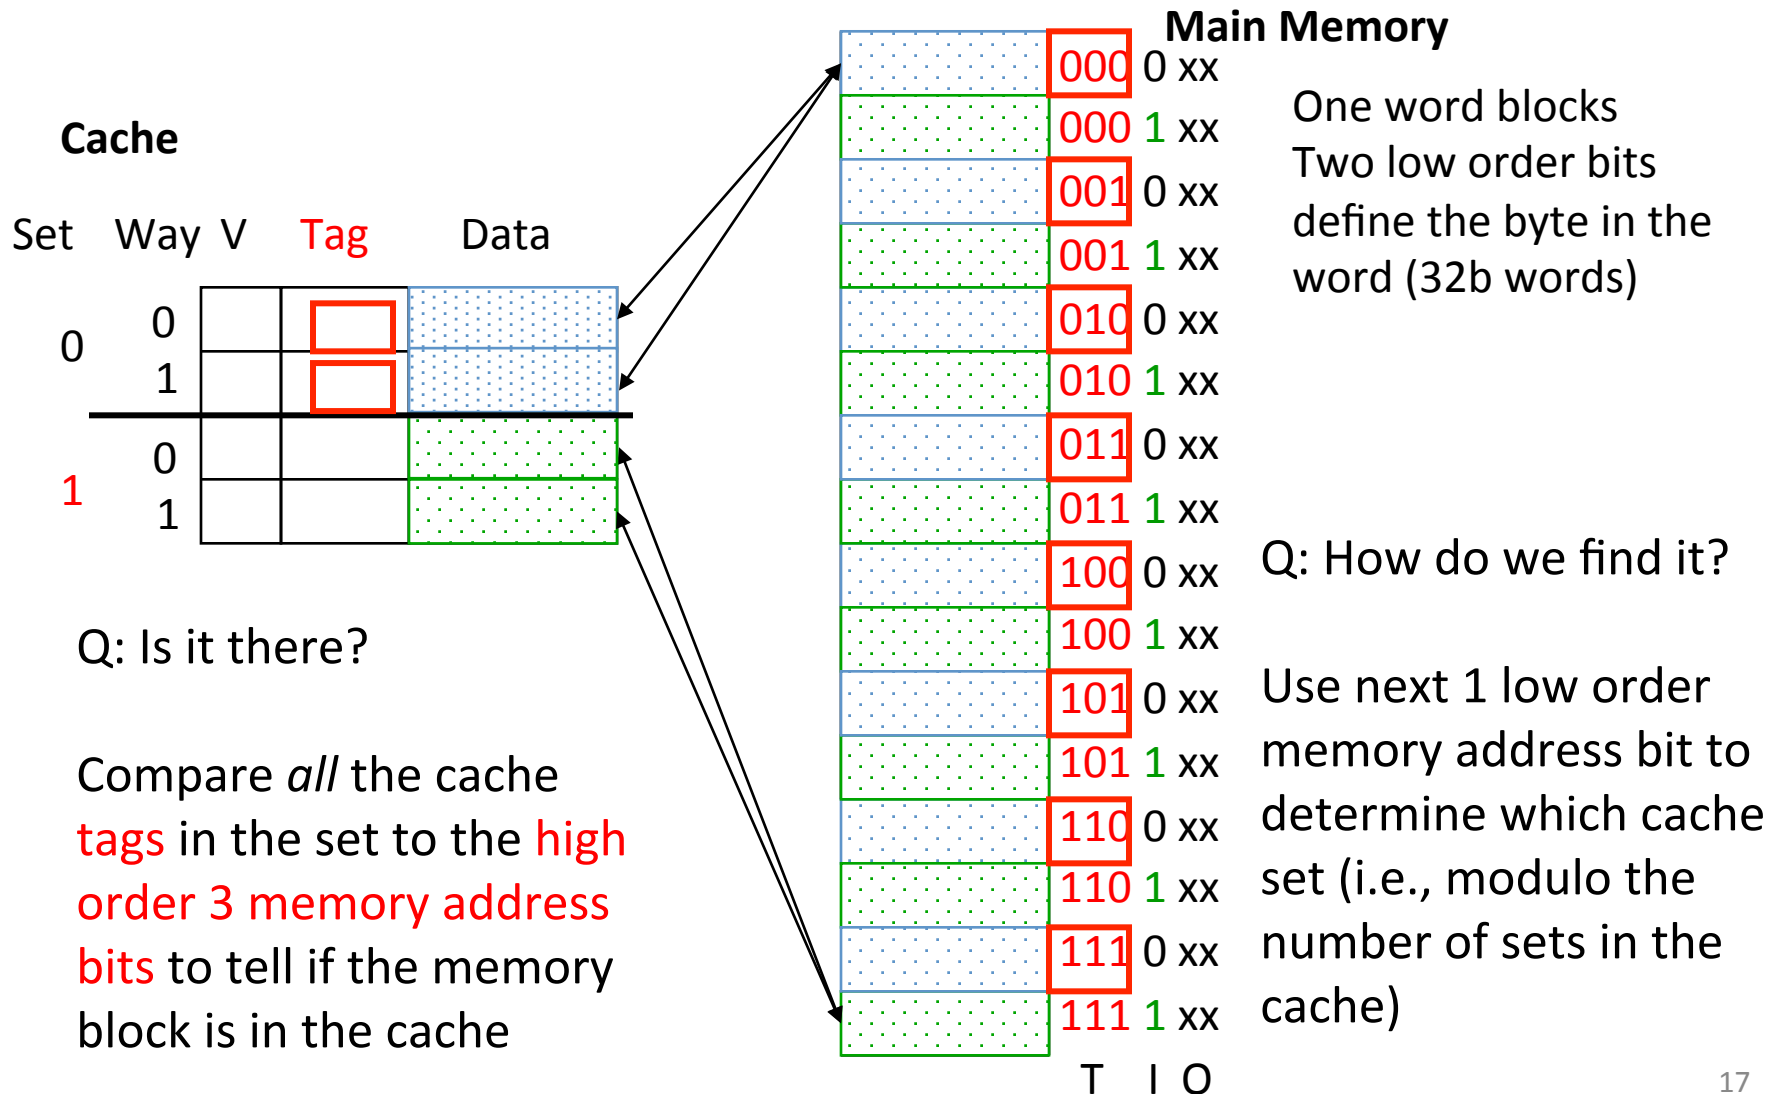 Main Memory
Cache
Set Way V Tag Data
0
0
1
1
0
1
000 0 xx
000 1 xx
001 0 xx
001 1 xx
010 0 xx
010 1 xx
011 0 xx
011 1 xx
100 0 xx
100 1 xx
101 0 xx
101 1 xx
110 0 xx
110 1 xx
111 0 xx
111 1 xx
T I O
One word blocks
Two low order bits
define the byte in the
word (32b words)
Q: Is it there?
Compare all the cache
tags in the set to the high
order 3 memory address
bits to tell if the memory
block is in the cache
Q: How do we find it?
Use next 1 low order
memory address bit to
determine which cache
set (i.e., modulo the
number of sets in the
cache)
17